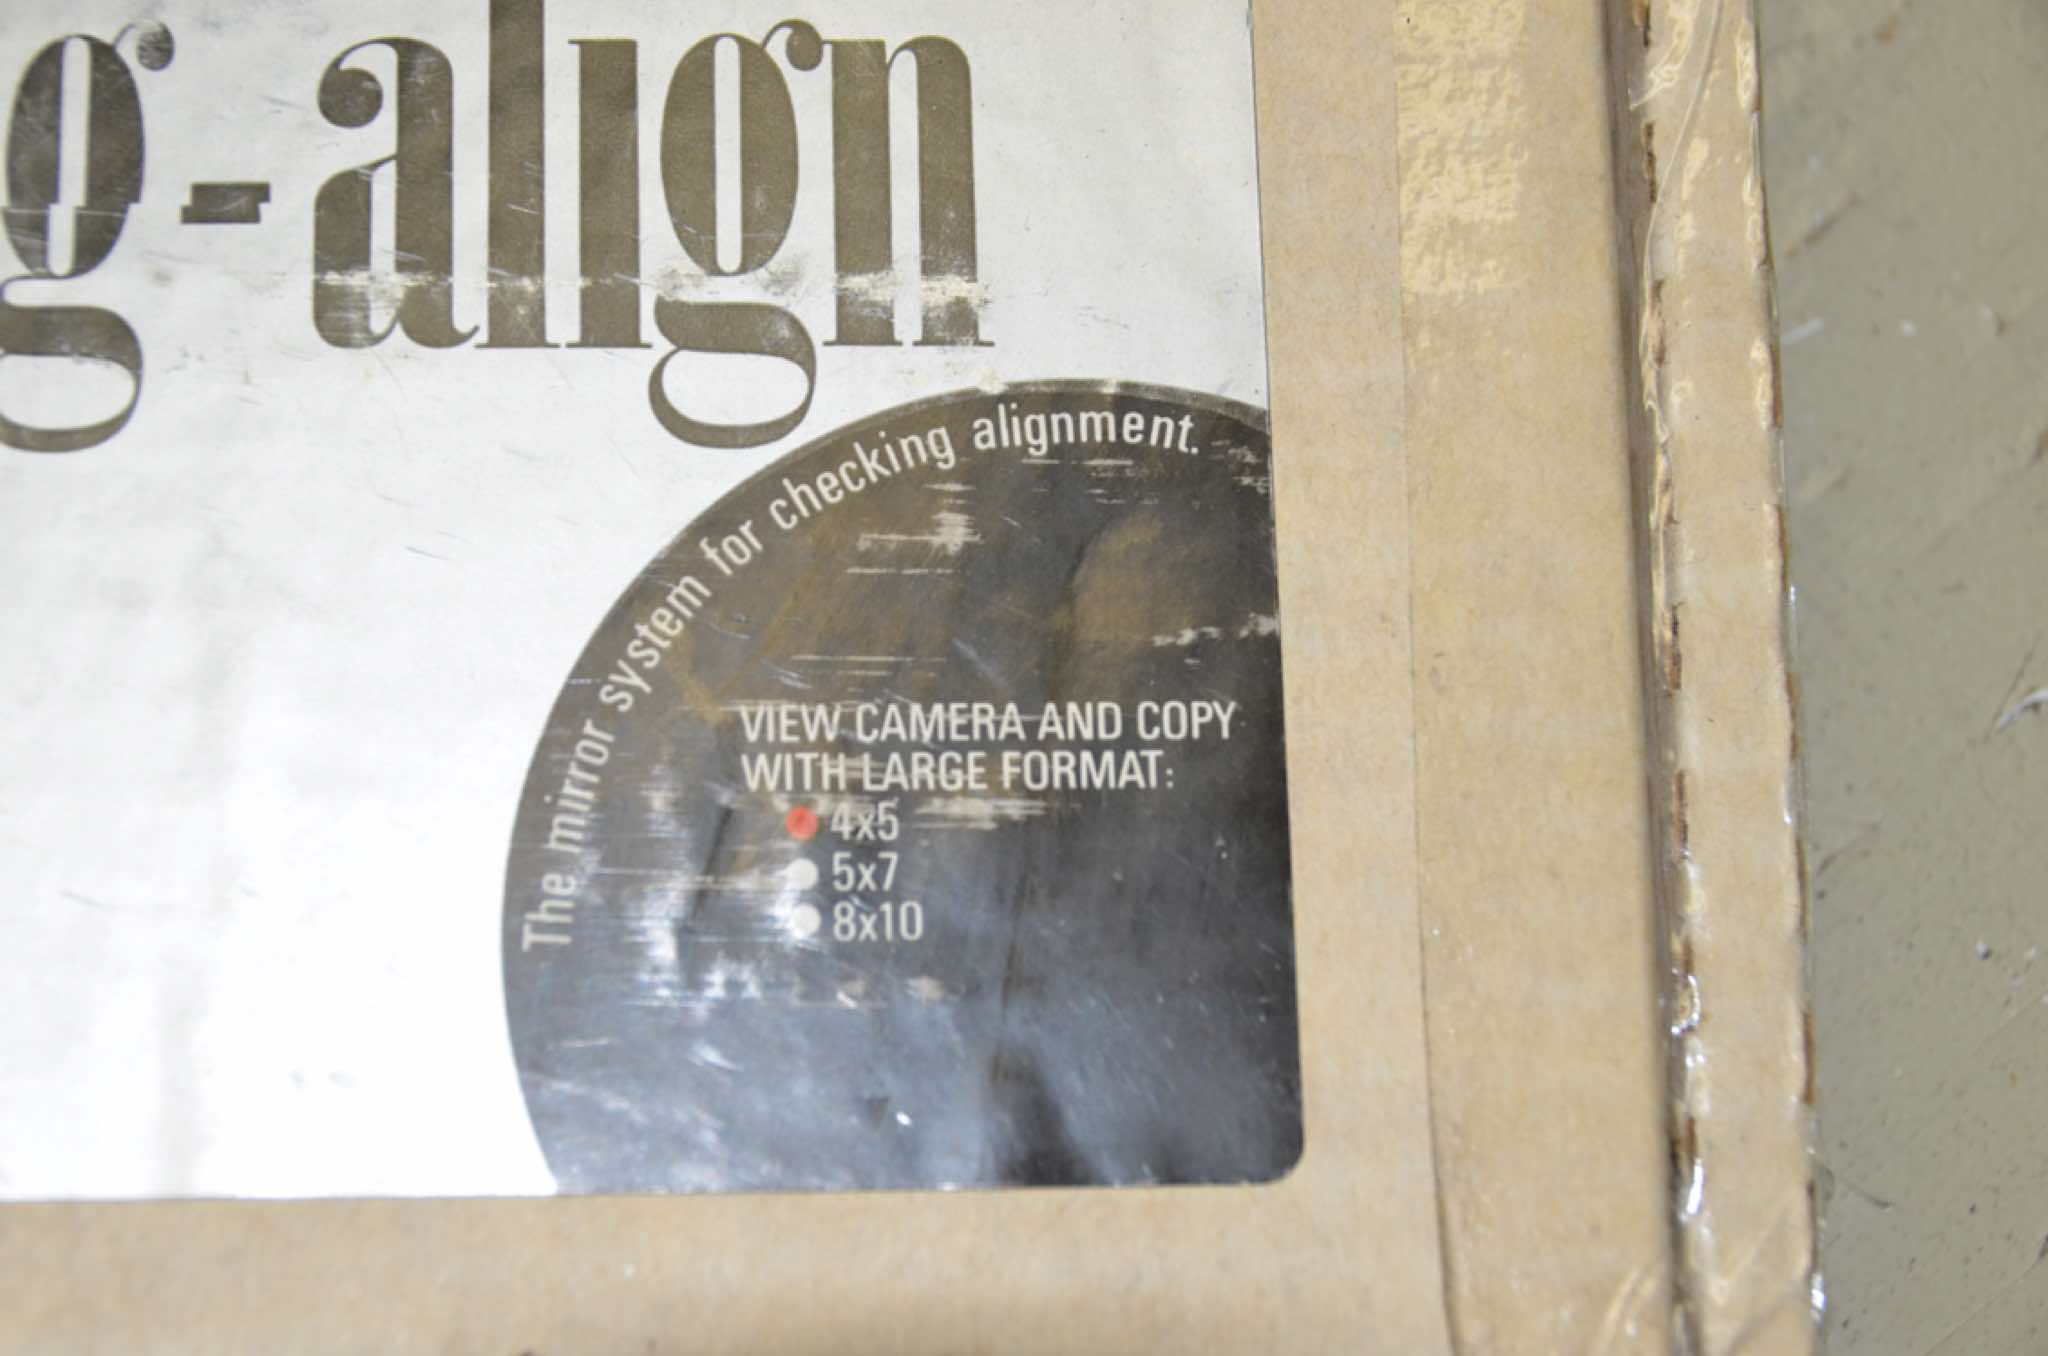 g-align
The mirror system for checking alignment.
VIEW CAMERA AND COPY
WITH LARGE FORMAT:
4x5
5x7
8x10